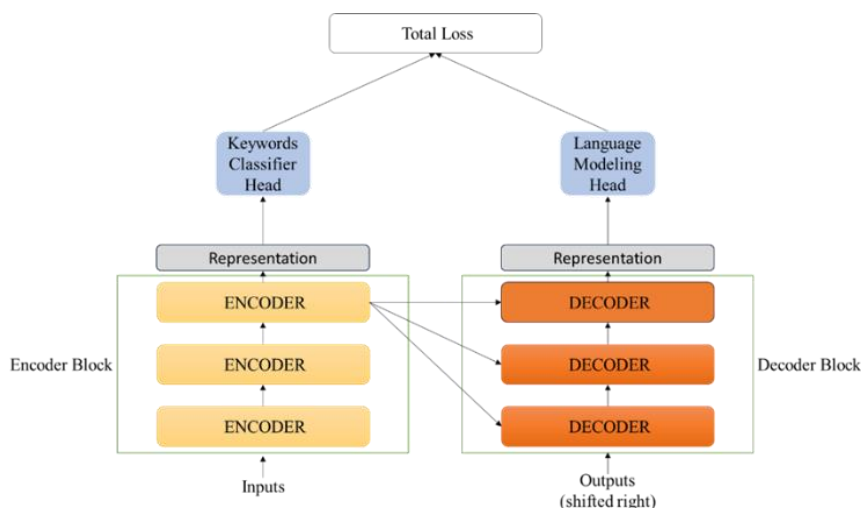 Total Loss
Keywords
Classifier
Head
Language
Modeling
Head
Representation
Representation
ENCODER
DECODER
Encoder Block
ENCODER
DECODER
Decoder Block
ENCODER
DECODER
Inputs
Outputs
(shifted right)